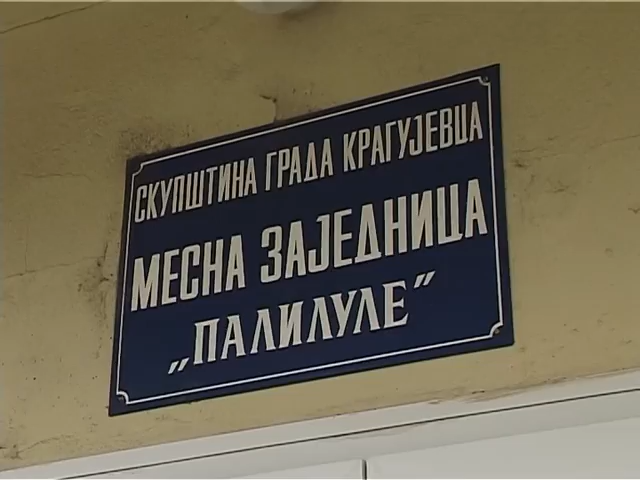 СКУПШТИНА ГРАДА КРАГУЈЕВЦА
МЕСНА ЗАЈЕДНИЦА
„ПАЛИЛУЛЕ”